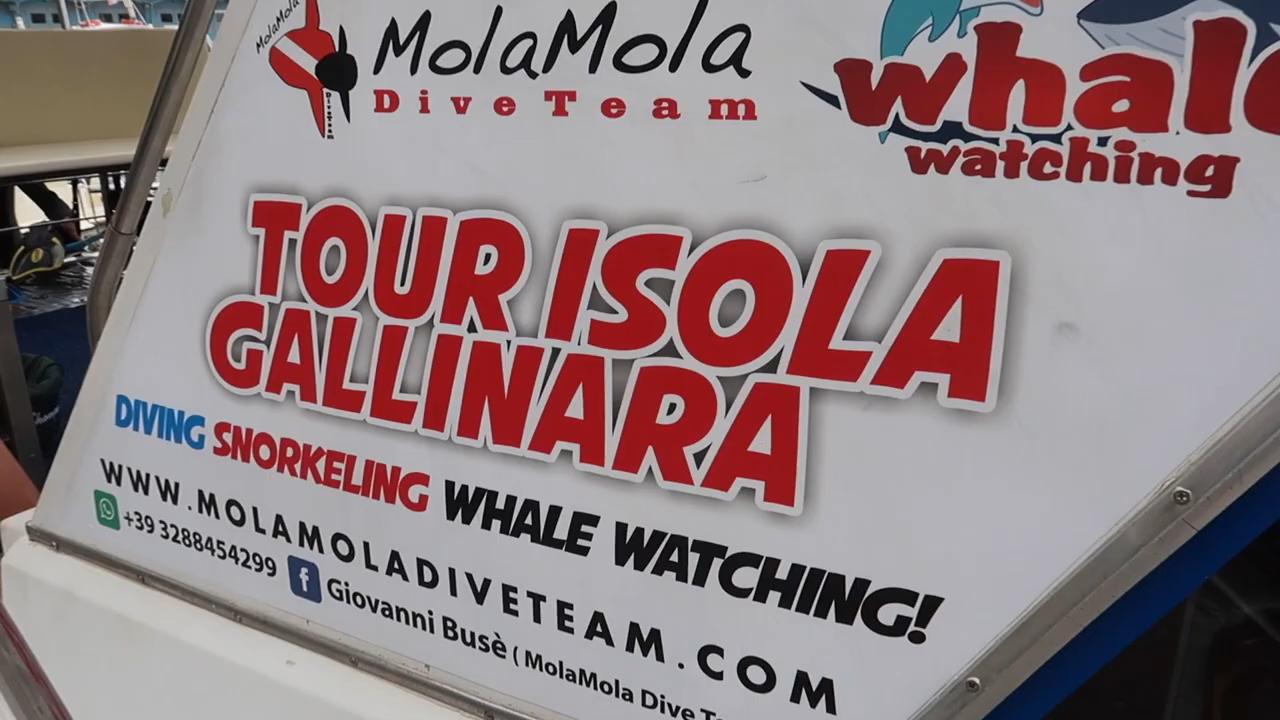 MolaMola
MolaMola
DiveTeam
DiveTeam
whale
watching
TOUR ISOLA
GALLINARA
DIVING SNORKELING WHALE WATCHING!
WWW.MOLAMOLADIVETEAM.COM
+39 3288454299 f Giovanni Busè ( MolaMola Dive